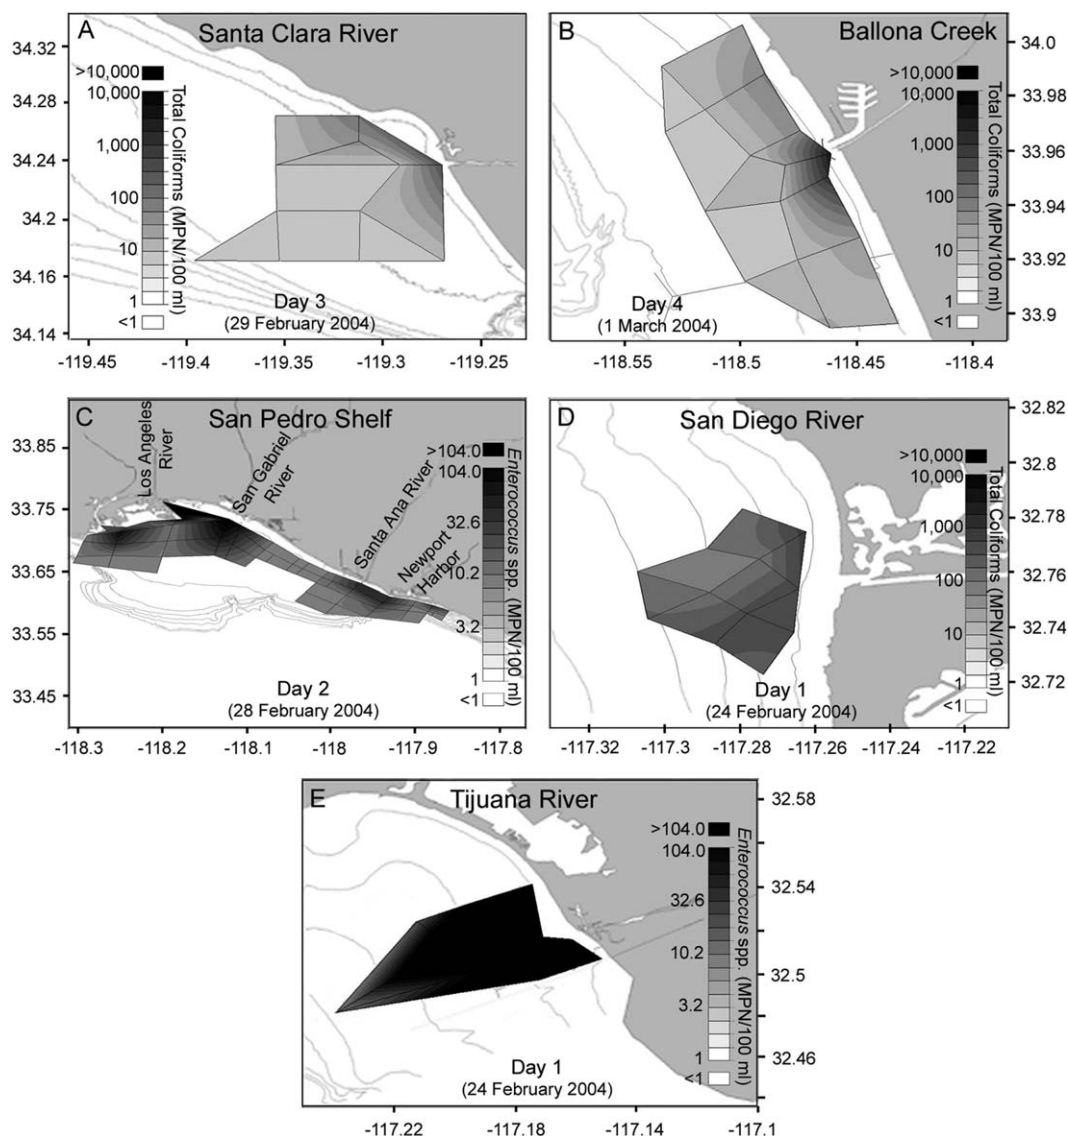 A
Santa Clara River
34.32
34.28
34.24
34.2
34.16
34.14
>10,000
10,000
1,000
100
10
1
<1
Total Coliforms (MPN/100 ml)
Day 3
(29 February 2004)
-119.45
-119.4
-119.35
-119.3
-119.25
B
Ballona Creek
34.0
33.98
33.96
33.94
33.92
33.9
>10,000
10,000
1,000
100
10
1
<1
Total Coliforms (MPN/100 ml)
Day 4
(1 March 2004)
-118.55
-118.5
-118.45
-118.4
C
San Pedro Shelf
33.85
33.75
33.65
33.55
33.45
Los Angeles
River
San Gabriel
River
Santa Ana River
Newport
Harbor
>104.0
104.0
32.6
10.2
3.2
1
<1
Enterococcus spp. (MPN/100 ml)
Day 2
(28 February 2004)
-118.3
-118.2
-118.1
-118
-117.9
-117.8
D
San Diego River
32.82
32.8
32.78
32.76
32.74
32.72
>10,000
10,000
1,000
100
10
1
<1
Total Coliforms (MPN/100 ml)
Day 1
(24 February 2004)
-117.32
-117.3
-117.28
-117.26
-117.24
-117.22
E
Tijuana River
32.58
32.54
32.5
32.46
>104.0
104.0
32.6
10.2
3.2
1
<1
Enterococcus spp. (MPN/100 ml)
Day 1
(24 February 2004)
-117.22
-117.18
-117.14
-117.1